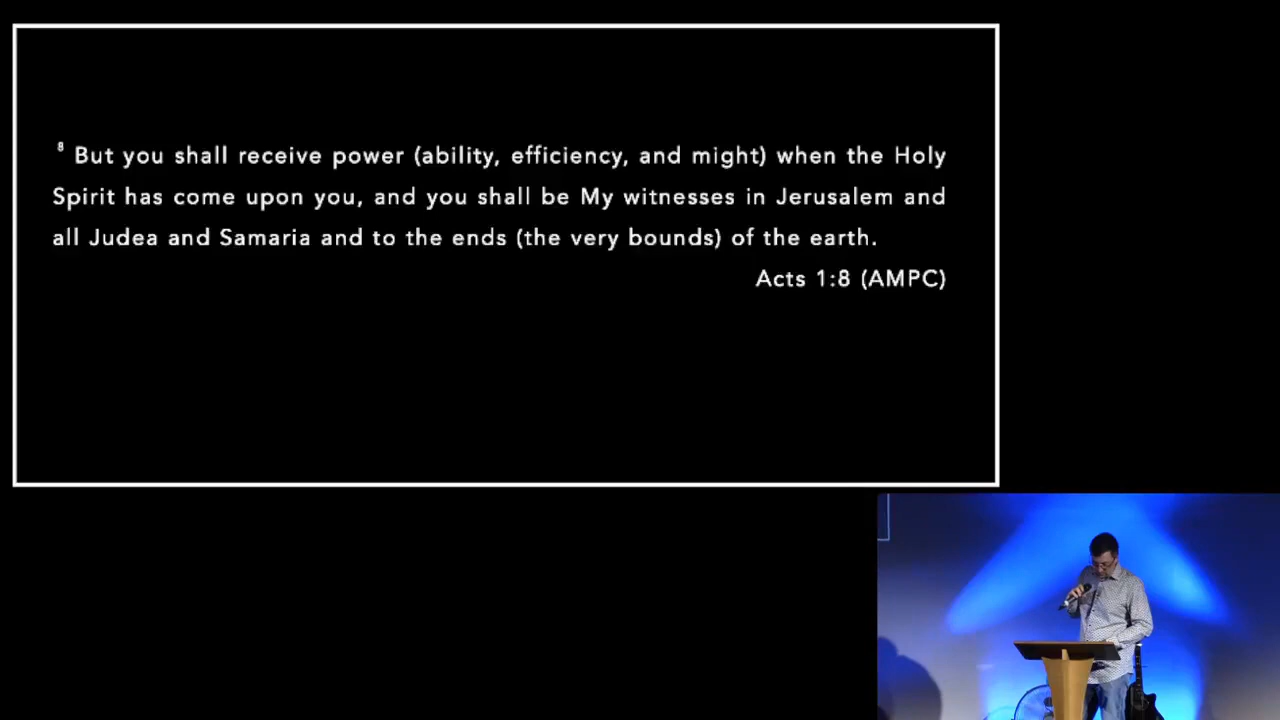 ⁸ But you shall receive power (ability, efficiency, and might) when the Holy
Spirit has come upon you, and you shall be My witnesses in Jerusalem and
all Judea and Samaria and to the ends (the very bounds) of the earth.
Acts 1:8 (AMPC)